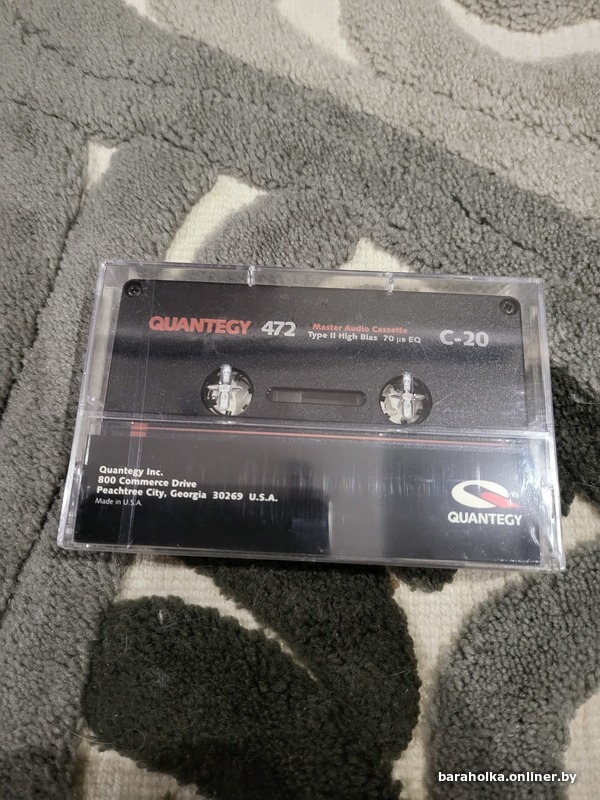 QUANTEGY 472 Master Audio Cassette C-20
Type II High Bias 70 µs EQ
Quantegy Inc.
800 Commerce Drive
Peachtree City, Georgia 30269 U.S.A.
Made in U.S.A.
QUANTEGY
baraholka.onliner.by